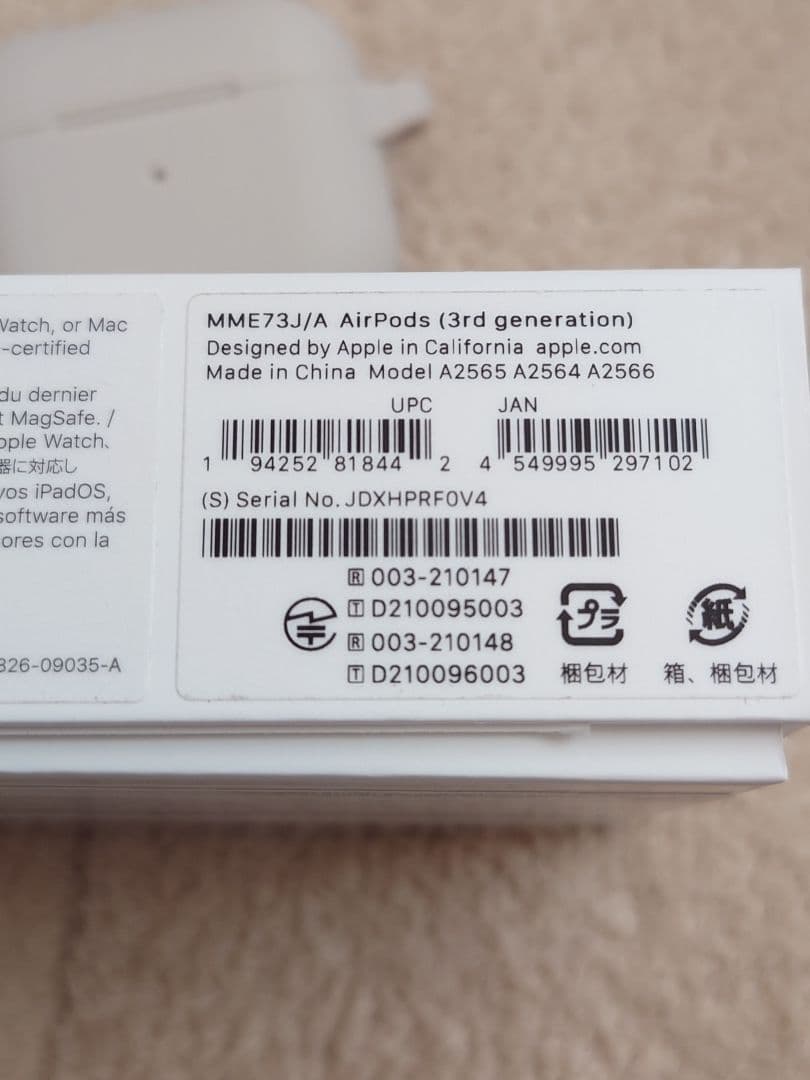 Watch, or Mac
-certified
du dernier
t MagSafe. /
pple Watch、
器に対応し
vos iPadOS,
software más
ores con la
826-09035-A
MME73J/A AirPods (3rd generation)
Designed by Apple in California apple.com
Made in China Model A2565 A2564 A2566
UPC JAN
1 94252 81844 2 4 549995 297102
(S) Serial No. JDXHPRF0V4
R 003-210147
T D210095003
R 003-210148
T D210096003
プラ
梱包材
紙
箱、梱包材